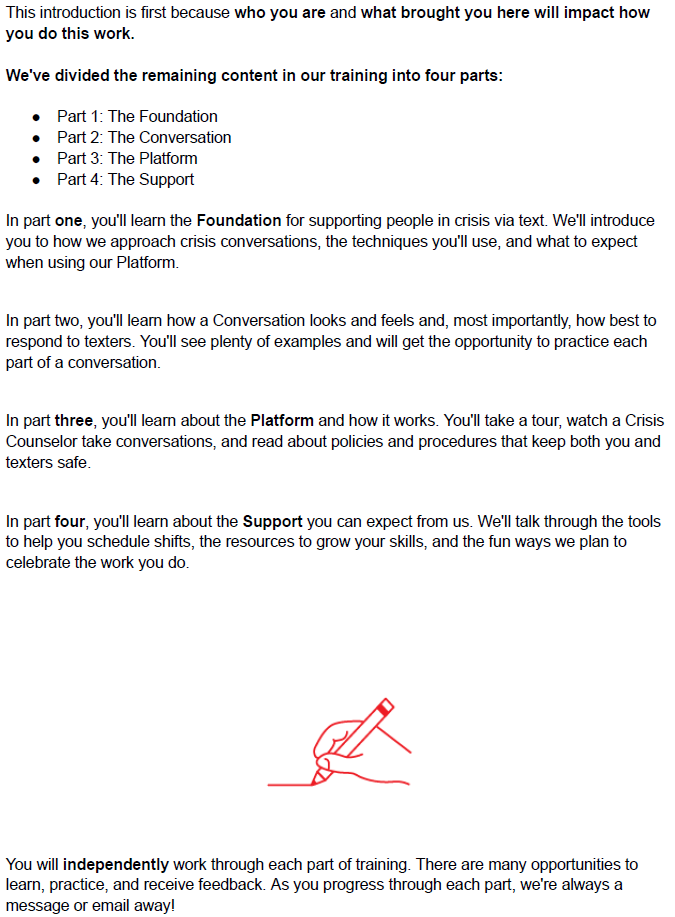 This introduction is first because who you are and what brought you here will impact how
you do this work.
We've divided the remaining content in our training into four parts:
● Part 1: The Foundation
● Part 2: The Conversation
● Part 3: The Platform
● Part 4: The Support
In part one, you'll learn the Foundation for supporting people in crisis via text. We'll introduce
you to how we approach crisis conversations, the techniques you'll use, and what to expect
when using our Platform.
In part two, you'll learn how a Conversation looks and feels and, most importantly, how best to
respond to texters. You'll see plenty of examples and will get the opportunity to practice each
part of a conversation.
In part three, you'll learn about the Platform and how it works. You'll take a tour, watch a Crisis
Counselor take conversations, and read about policies and procedures that keep both you and
texters safe.
In part four, you'll learn about the Support you can expect from us. We'll talk through the tools
to help you schedule shifts, the resources to grow your skills, and the fun ways we plan to
celebrate the work you do.
You will independently work through each part of training. There are many opportunities to
learn, practice, and receive feedback. As you progress through each part, we're always a
message or email away!